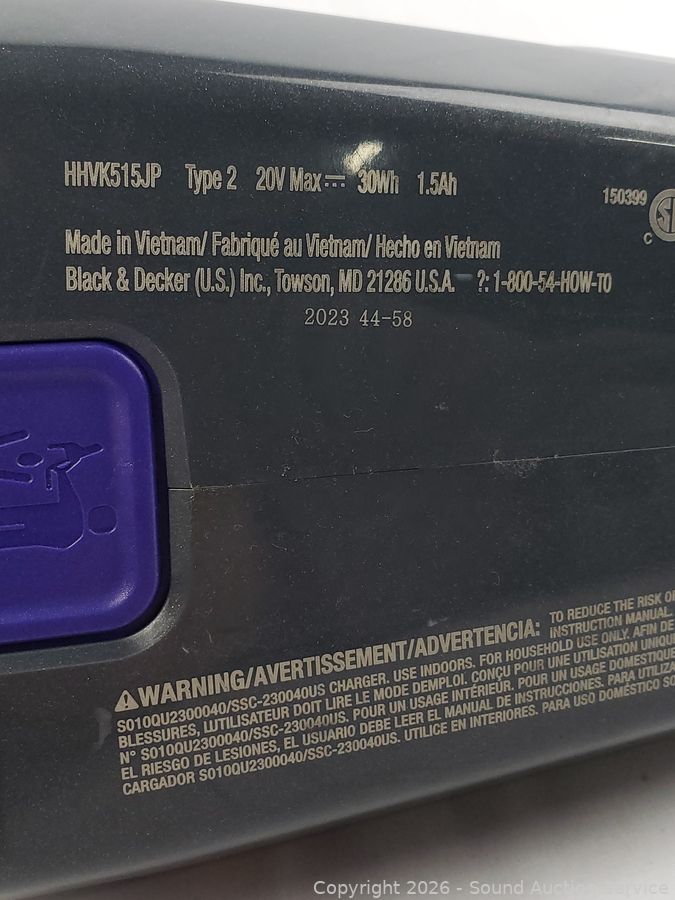 HHVK515JP Type 2 20V Max 30Wh 1.5Ah
150399
C
Made in Vietnam/ Fabriqué au Vietnam/ Hecho en Vietnam
Black & Decker (U.S.) Inc., Towson, MD 21286 U.S.A. ?: 1-800-54-HOW-TO
2023 44-58
WARNING/AVERTISSEMENT/ADVERTENCIA: TO REDUCE THE RISK
INSTRUCTION MANUAL.
S010QU2300040/SSC-230040US CHARGER. USE INDOORS. FOR HOUSEHOLD USE ONLY. AFIN DE
BLESSURES, LUTILISATEUR DOIT LIRE LE MODE DEMPLOI. CONÇU POUR UNE UTILISATION UNIQUE
N° S010QU2300040/SSC-230040US. POUR UN USAGE INTÉRIEUR. POUR UN USAGE DOMESTIQUE
EL RIESGO DE LESIONES, EL USUARIO DEBE LEER EL MANUAL DE INSTRUCCIONES. PARA
CARGADOR S010QU2300040/SSC-230040US. UTILICE EN INTERIORES. PARA USO DOMÉSTICO
Copyright © 2026 - Sound Auction Service